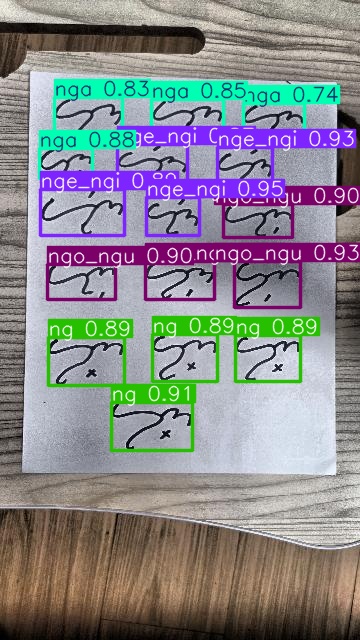 nga 0.83 nga 0.85 nga 0.74
ᜅ ᜅ ᜅ
nga 0.88 nge_ngi nge_ngi 0.93
ᜅ ᜅᜒ ᜅᜒ
nge_ngi nge_ngi 0.95 ngo_ngu 0.90
ᜅᜒ ᜅᜒ ᜅᜓ
ngo_ngu 0.90 ngo_ngu 0.93
ᜅᜓ ᜅᜓ ᜅᜓ
ng 0.89 ng 0.89 ng 0.89
ᜅ᜔ ᜅ᜔ ᜅ᜔
ng 0.91
ᜅ᜔